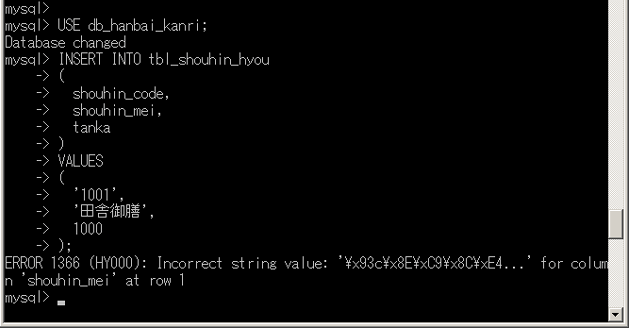 mysql>
mysql> USE db_hanbai_kanri;
Database changed
mysql> INSERT INTO tbl_shouhin_hyou
    -> (
    ->   shouhin_code,
    ->   shouhin_mei,
    ->   tanka
    -> )
    -> VALUES
    -> (
    ->   '1001',
    ->   '田舎御膳',
    ->   1000
    -> );
ERROR 1366 (HY000): Incorrect string value: '¥x93c¥x8E¥xC9¥x8C¥xE4...' for colum
n 'shouhin_mei' at row 1
mysql> _